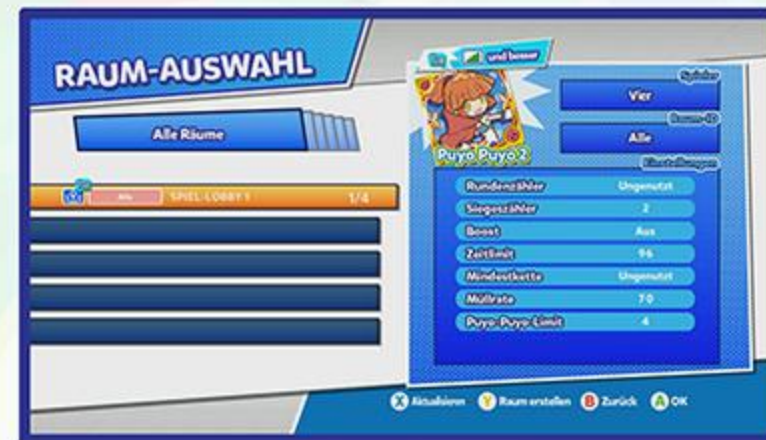 RAUM-AUSWAHL
Alle Räume
SPIEL-LOBBY 1 1/4
und besser
Puyo Puyo 2
Spieler
Vier
Raum-ID
Alle
Einstellungen
Rundenzähler Ungenutzt
Siegeszähler 2
Boost Aus
Zeitlimit 96
Mindestkette Ungenutzt
Müllrate 70
Puyo-Puyo-Limit 4
X Aktualisieren Y Raum erstellen B Zurück A OK